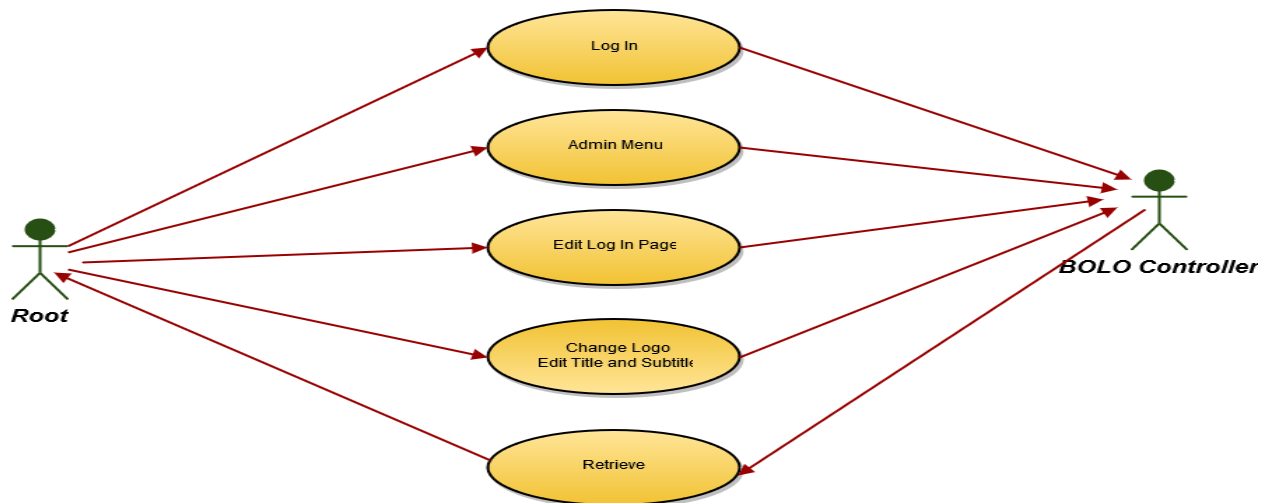 Log In
Admin Menu
Edit Log In Page
Root
BOLO Controller
Change Logo
Edit Title and Subtitle
Retrieve